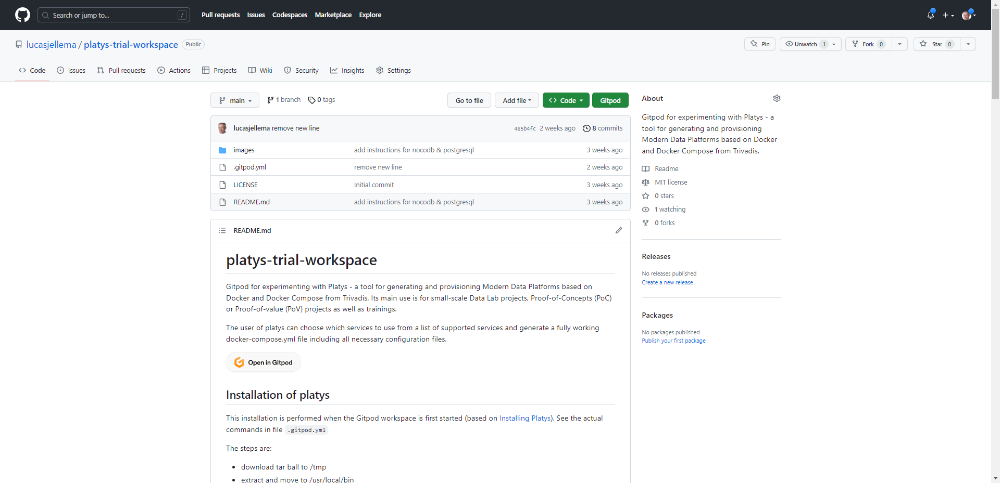 Search or jump to...
/
Pull requests Issues Codespaces Marketplace Explore
lucasjellema / platys-trial-workspace Public
Pin
Unwatch 1
Fork 0
Star 0
Code
Issues
Pull requests
Actions
Projects
Wiki
Security
Insights
Settings
main
1 branch
0 tags
Go to file
Add file
Code
Gitpod
lucasjellema remove new line 485b4fc 2 weeks ago 8 commits
images add instructions for nocodb & postgresql 3 weeks ago
.gitpod.yml remove new line 2 weeks ago
LICENSE Initial commit 3 weeks ago
README.md add instructions for nocodb & postgresql 3 weeks ago
README.md
platys-trial-workspace
Gitpod for experimenting with Platys - a tool for generating and provisioning Modern Data Platforms based on
Docker and Docker Compose from Trivadis. Its main use is for small-scale Data Lab projects, Proof-of-Concepts (PoC)
or Proof-of-value (PoV) projects as well as trainings.
The user of platys can choose which services to use from a list of supported services and generate a fully working
docker-compose.yml file including all necessary configuration files.
Open in Gitpod
Installation of platys
This installation is performed when the Gitpod workspace is first started (based on Installing Platys). See the actual
commands in file .gitpod.yml
The steps are:
• download tar ball to /tmp
• extract and move to /usr/local/bin
About
Gitpod for experimenting with Platys - a
tool for generating and provisioning
Modern Data Platforms based on Docker
and Docker Compose from Trivadis.
Readme
MIT license
0 stars
1 watching
0 forks
Releases
No releases published
Create a new release
Packages
No packages published
Publish your first package